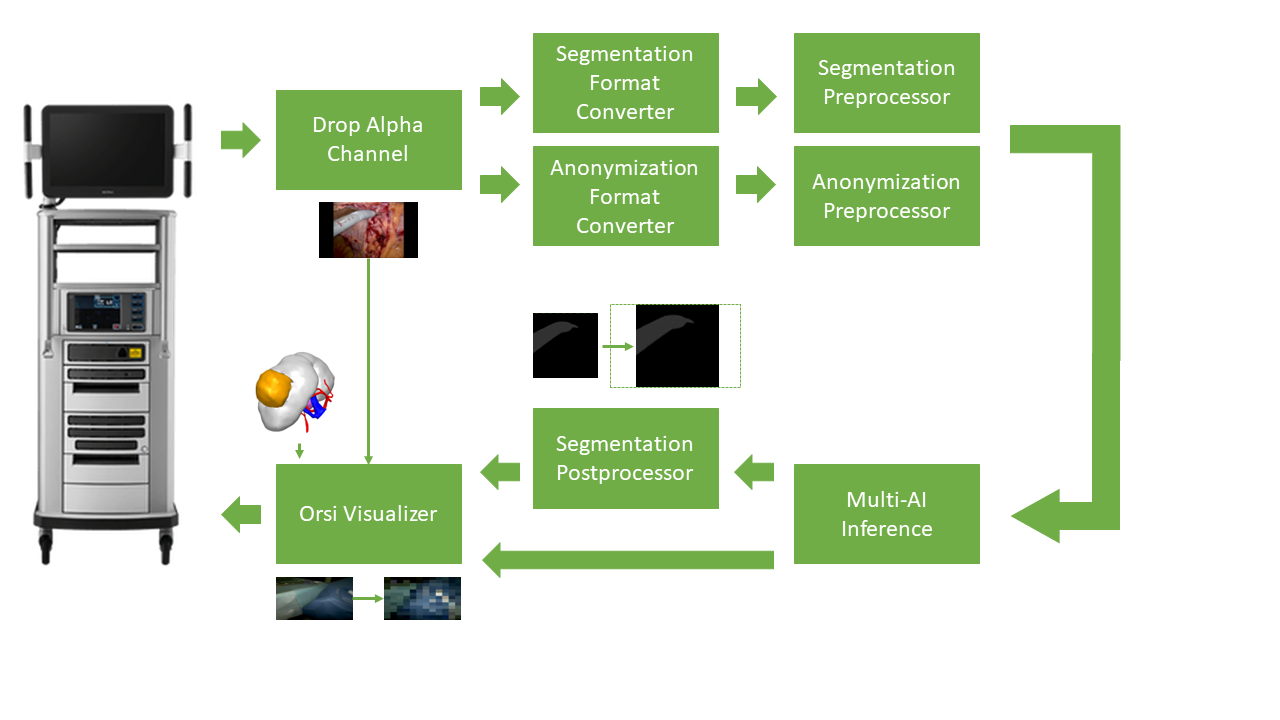 Segmentation
Format
Converter
Segmentation
Preprocessor
Drop Alpha
Channel
Anonymization
Format
Converter
Anonymization
Preprocessor
Segmentation
Postprocessor
Orsi Visualizer
Multi-AI
Inference